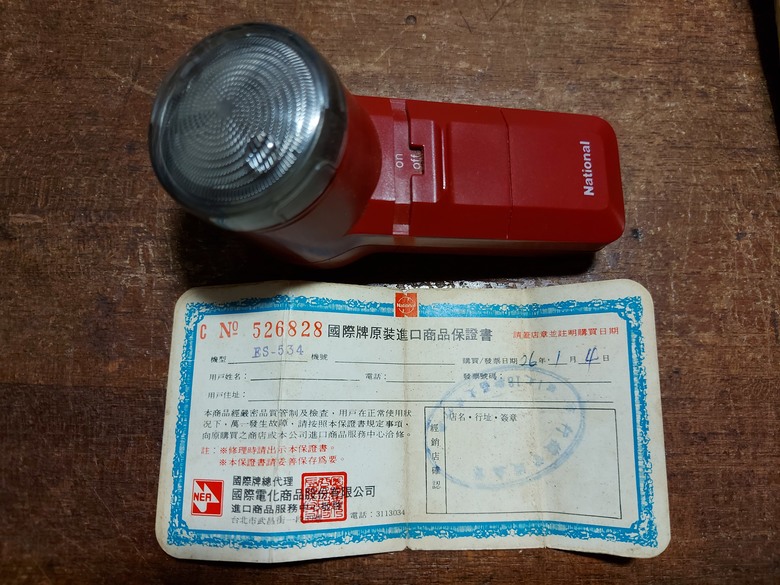 on
off
National
National
C Nº 526828 國際牌原裝進口商品保證書 請蓋店章並註明購買日期
機型 ES-534 機號 購買/發票日期 76年 1月 4日
用戶姓名： 電話： 發票號碼：
用戶住址：
本商品經嚴密品質管制及檢查，用戶在正常使用狀
況下，萬一發生故障，請按照本保證書規定事項，
向原購買之商店或本公司進口商品服務中心洽修。
註：※修理時請出示本保證書。
※本保證書請妥善保存為要。
經銷店確認
店名・行址・簽章
NEA
國際牌總代理
國際電化商品股份有限公司
進口商品服務中心
台北市武昌街一段 電話：3113034